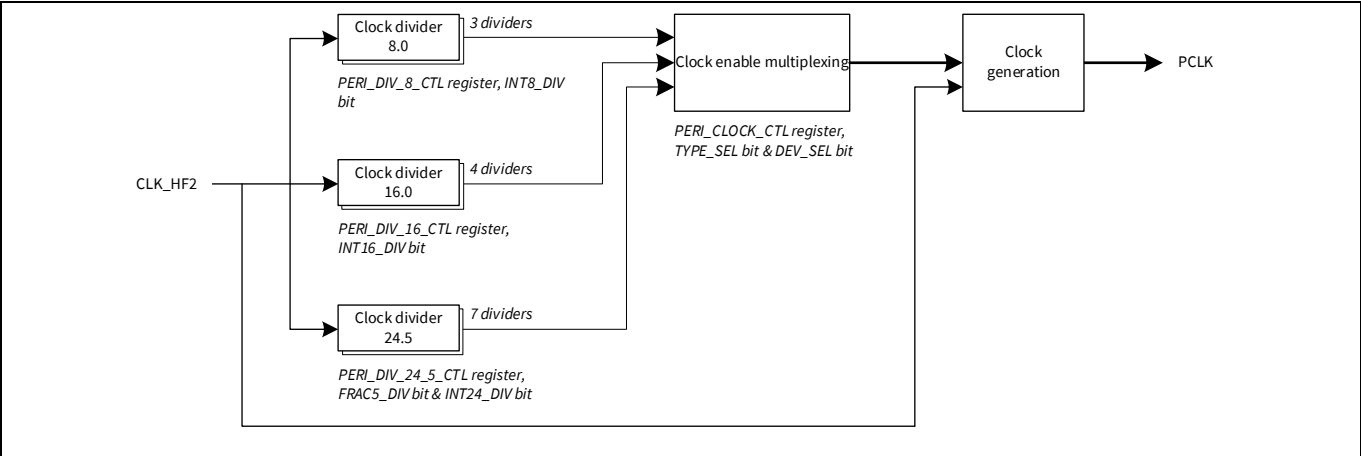 Clock divider
8.0
3 dividers
PERI_DIV_8_CTL register, INT8_DIV
bit
Clock enable multiplexing
PERI_CLOCK_CTL register,
TYPE_SEL bit & DEV_SEL bit
Clock
generation
PCLK
CLK_HF2
Clock divider
16.0
4 dividers
PERI_DIV_16_CTL register,
INT16_DIV bit
Clock divider
24.5
7 dividers
PERI_DIV_24_5_CTL register,
FRAC5_DIV bit & INT24_DIV bit